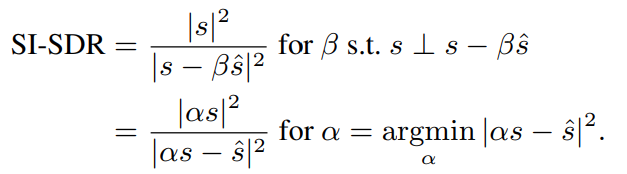 SI-SDR = |s|² / |s − βŝ|² for β s.t. s ⊥ s − βŝ
= |αs|² / |αs − ŝ|² for α = argmin_α |αs − ŝ|².